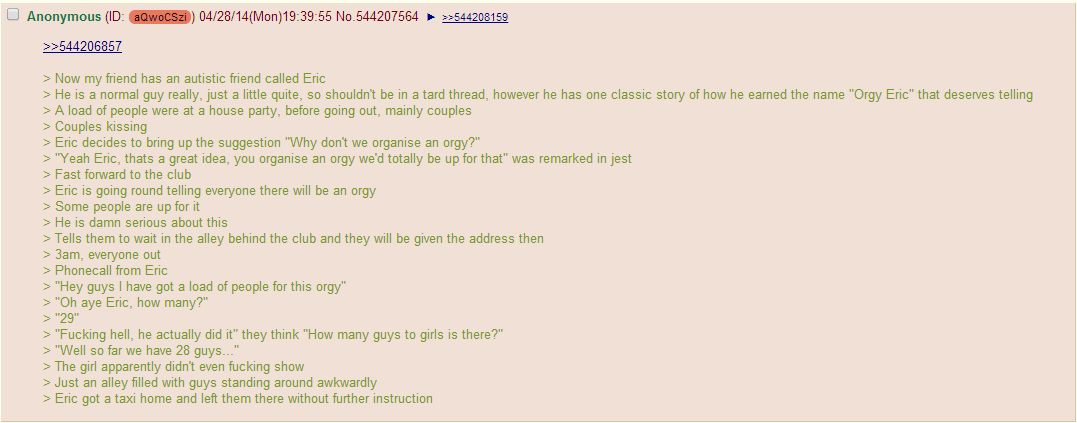 Anonymous (ID: aQwoCSzi) 04/28/14(Mon)19:39:55 No.544207564 ▶ >>544208159
>>544206857
> Now my friend has an autistic friend called Eric
> He is a normal guy really, just a little quite, so shouldn't be in a tard thread, however he has one classic story of how he earned the name "Orgy Eric" that deserves telling
> A load of people were at a house party, before going out, mainly couples
> Couples kissing
> Eric decides to bring up the suggestion "Why don't we organise an orgy?"
> "Yeah Eric, thats a great idea, you organise an orgy we'd totally be up for that" was remarked in jest
> Fast forward to the club
> Eric is going round telling everyone there will be an orgy
> Some people are up for it
> He is damn serious about this
> Tells them to wait in the alley behind the club and they will be given the address then
> 3am, everyone out
> Phonecall from Eric
> "Hey guys I have got a load of people for this orgy"
> "Oh aye Eric, how many?"
> "29"
> "Fucking hell, he actually did it" they think "How many guys to girls is there?"
> "Well so far we have 28 guys..."
> The girl apparently didn't even fucking show
> Just an alley filled with guys standing around awkwardly
> Eric got a taxi home and left them there without further instruction